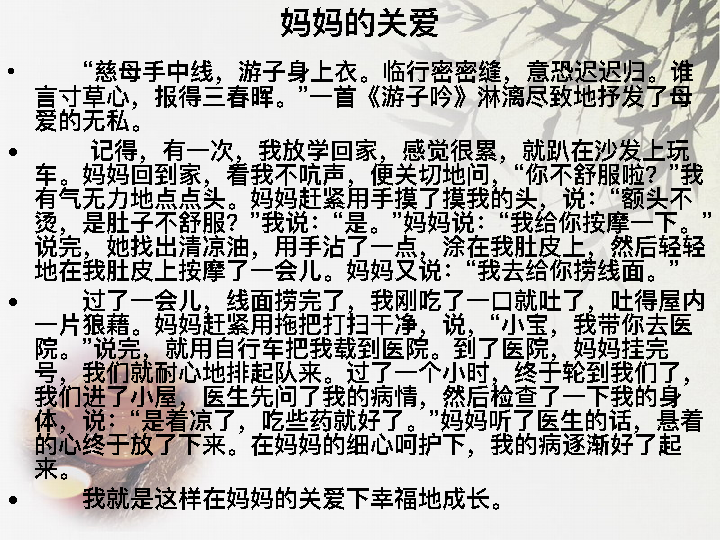 妈妈的关爱
• “慈母手中线，游子身上衣。临行密密缝，意恐迟迟归。谁
言寸草心，报得三春晖。”一首《游子吟》淋漓尽致地抒发了母
爱的无私。
• 记得，有一次，我放学回家，感觉很累，就趴在沙发上玩
车。妈妈回到家，看我不吭声，便关切地问，“你不舒服啦？”我
有气无力地点点头。妈妈赶紧用手摸了摸我的头，说：“额头不
烫，是肚子不舒服？”我说：“是。”妈妈说：“我给你按摩一下。”
说完，她找出清凉油，用手沾了一点，涂在我肚皮上，然后轻轻
地在我肚皮上按摩了一会儿。妈妈又说：“我去给你捞线面。”
• 过了一会儿，线面捞完了，我刚吃了一口就吐了，吐得屋内
一片狼藉。妈妈赶紧用拖把打扫干净，说，“小宝，我带你去医
院。”说完，就用自行车把我载到医院。到了医院，妈妈挂完
号，我们就耐心地排起队来。过了一个小时，终于轮到我们了，
我们进了小屋，医生先问了我的病情，然后检查了一下我的身
体，说：“是着凉了，吃些药就好了。”妈妈听了医生的话，悬着
的心终于放了下来。在妈妈的细心呵护下，我的病逐渐好了起
来。
• 我就是这样在妈妈的关爱下幸福地成长。